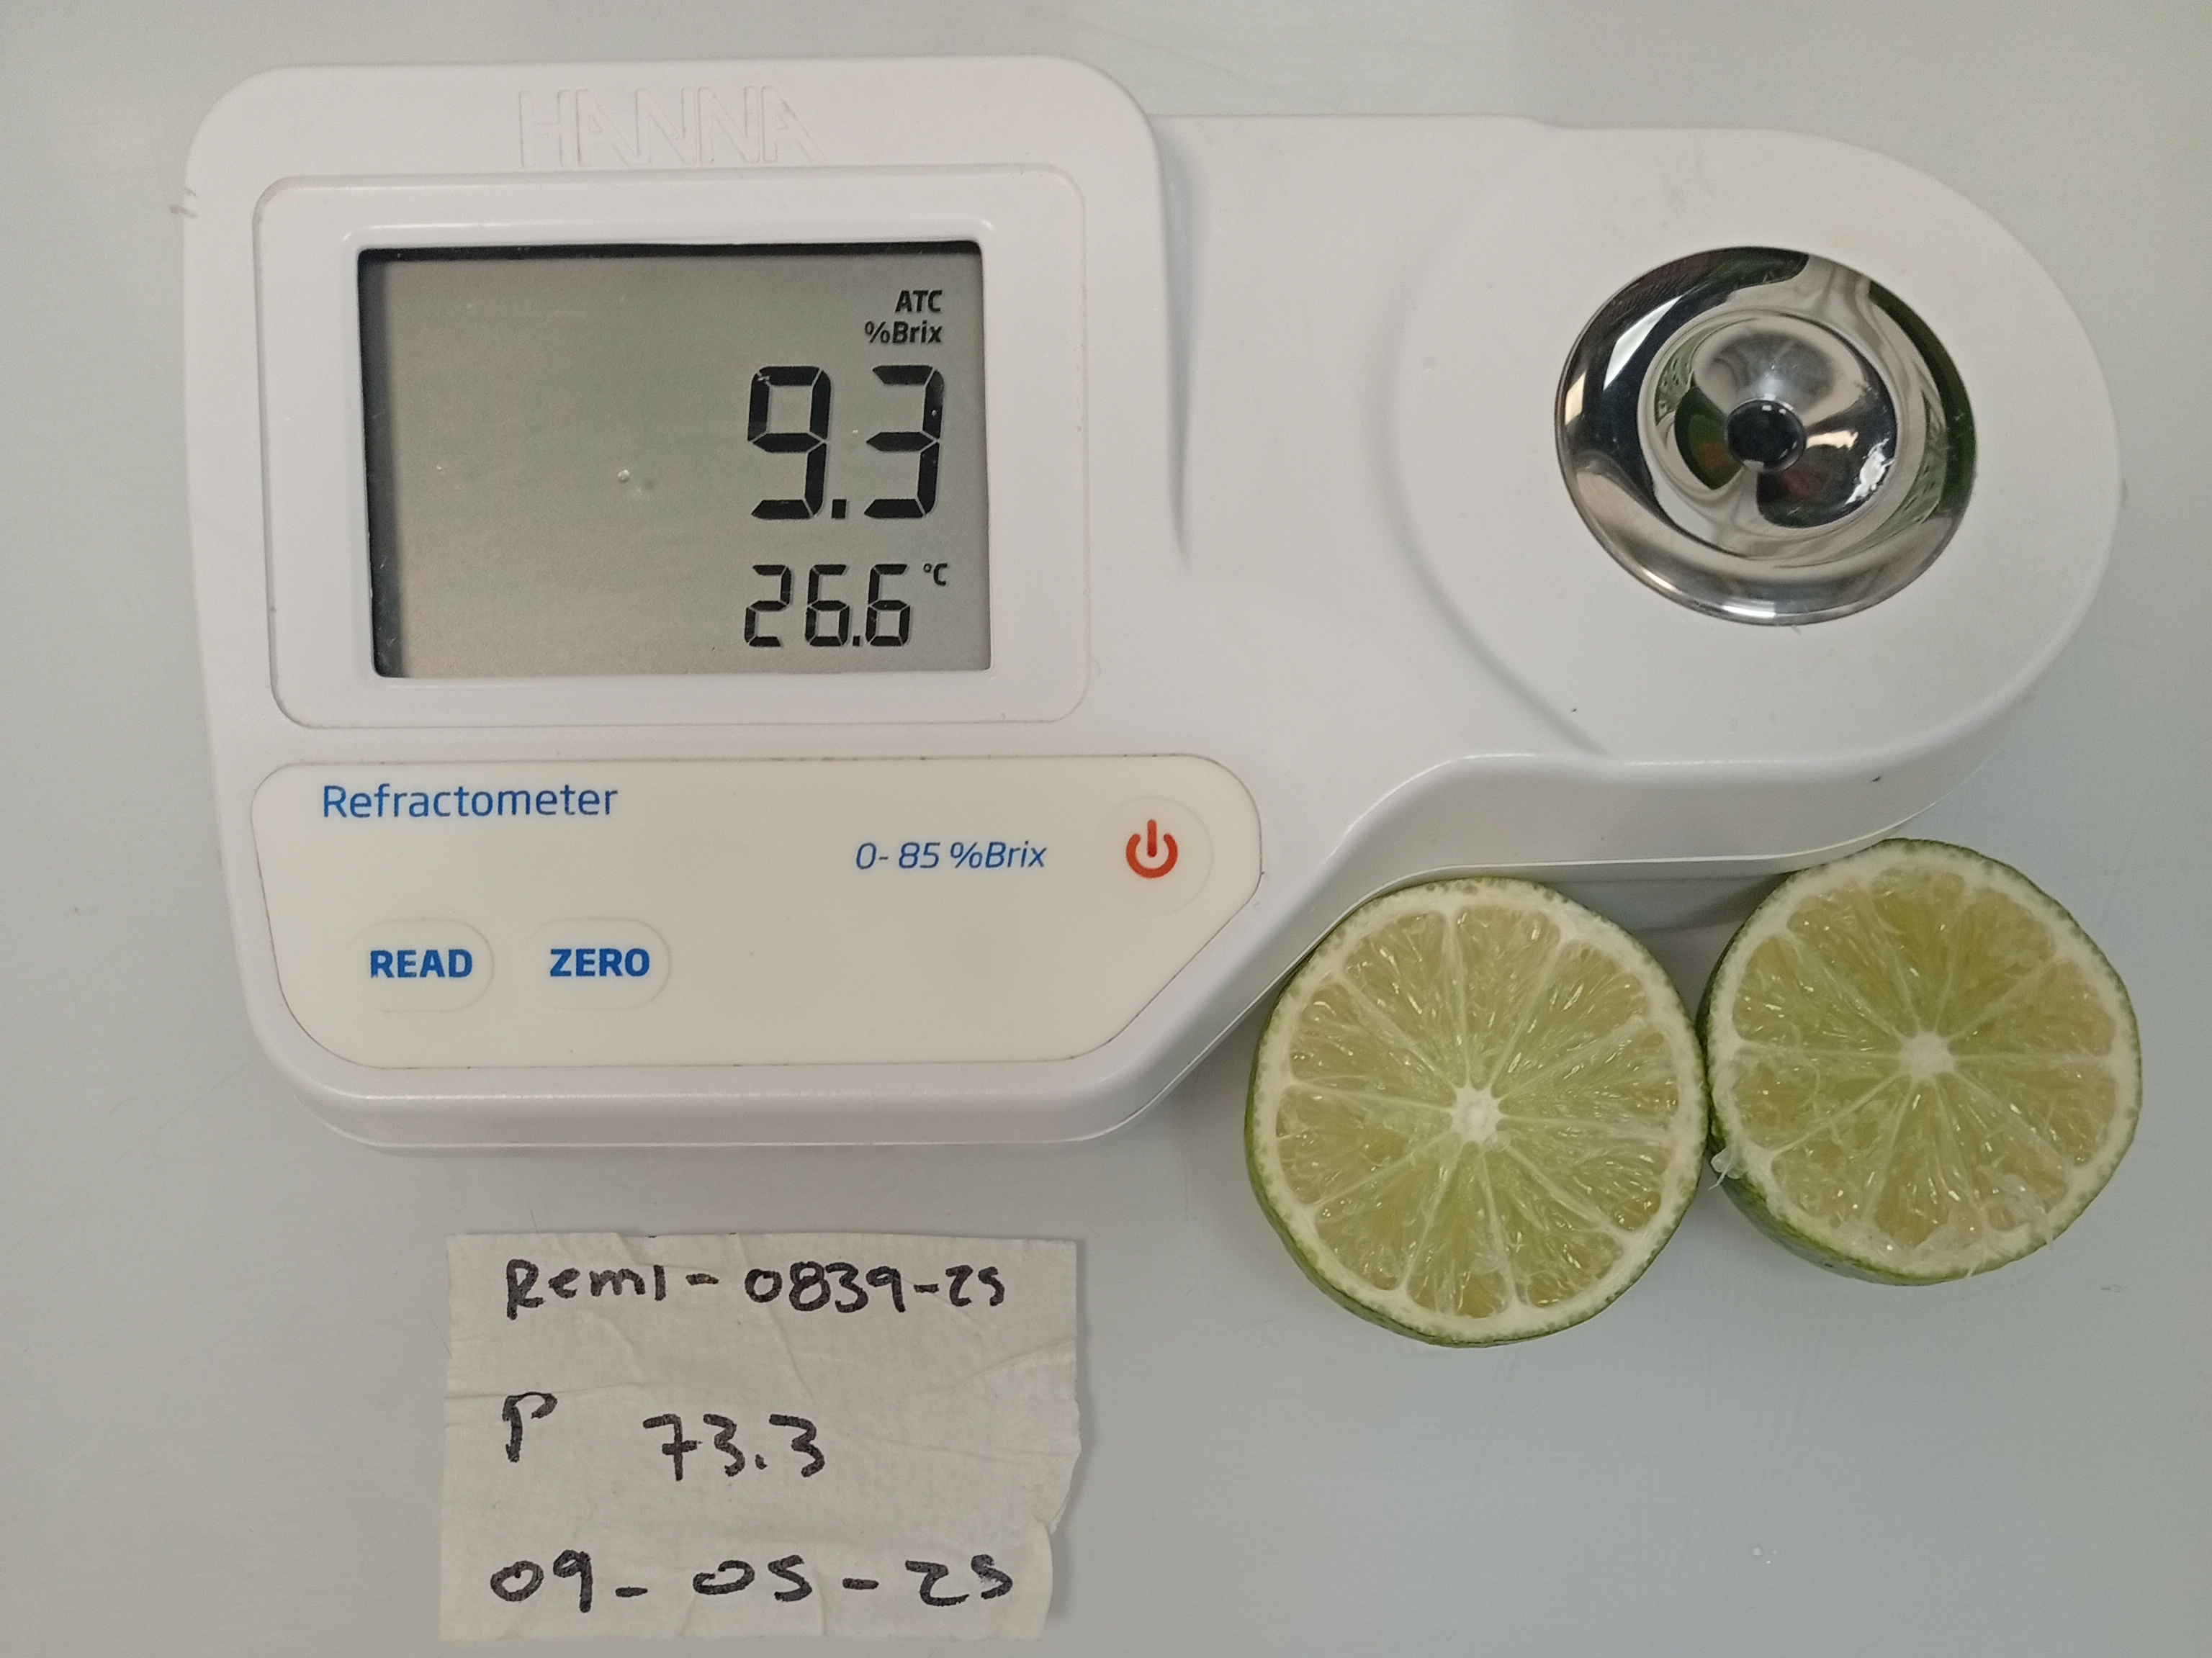 HANNA
ATC
%Brix
9.3
26.6 °C
Refractometer
0-85 %Brix
READ ZERO
Reml-0839-25
P 73.3
09-05-25